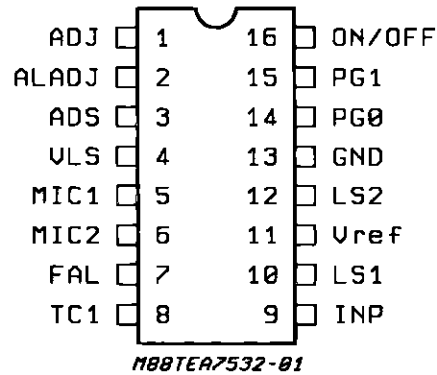 ADJ 1 16 ON/OFF
ALADJ 2 15 PG1
ADS 3 14 PG0
VLS 4 13 GND
MIC1 5 12 LS2
MIC2 6 11 Vref
FAL 7 10 LS1
TC1 8 9 INP
M88TEA7532-01